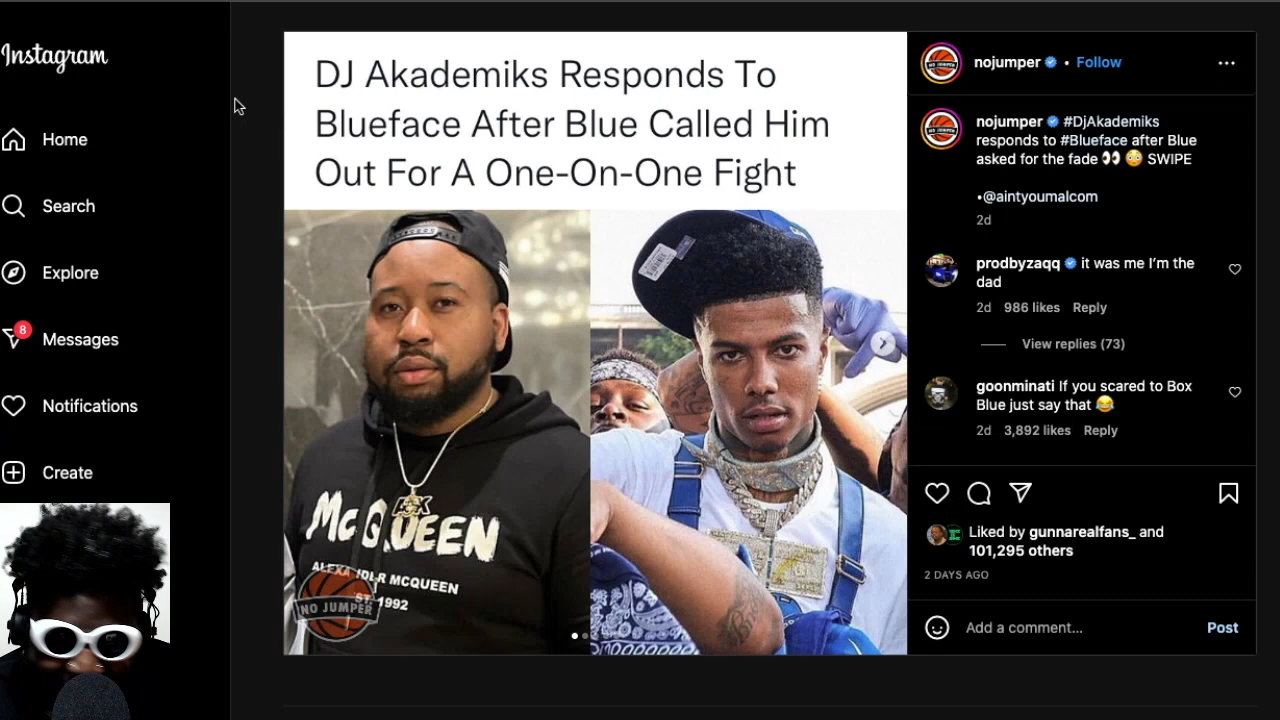 Instagram
Home
Search
Explore
8
Messages
Notifications
Create
DJ Akademiks Responds To
Blueface After Blue Called Him
Out For A One-On-One Fight
McQUEEN
ALEXANDER MCQUEEN
EST. 1992
NO JUMPER
nojumper • Follow
nojumper #DjAkademiks
responds to #Blueface after Blue
asked for the fade 👀 😳 SWIPE
•@aintyoumalcom
2d
prodbyzaqq it was me I'm the
dad
2d 986 likes Reply
View replies (73)
goonminati If you scared to Box
Blue just say that 😂
2d 3,892 likes Reply
Liked by gunnarealfans_ and
101,295 others
2 DAYS AGO
Add a comment...
Post